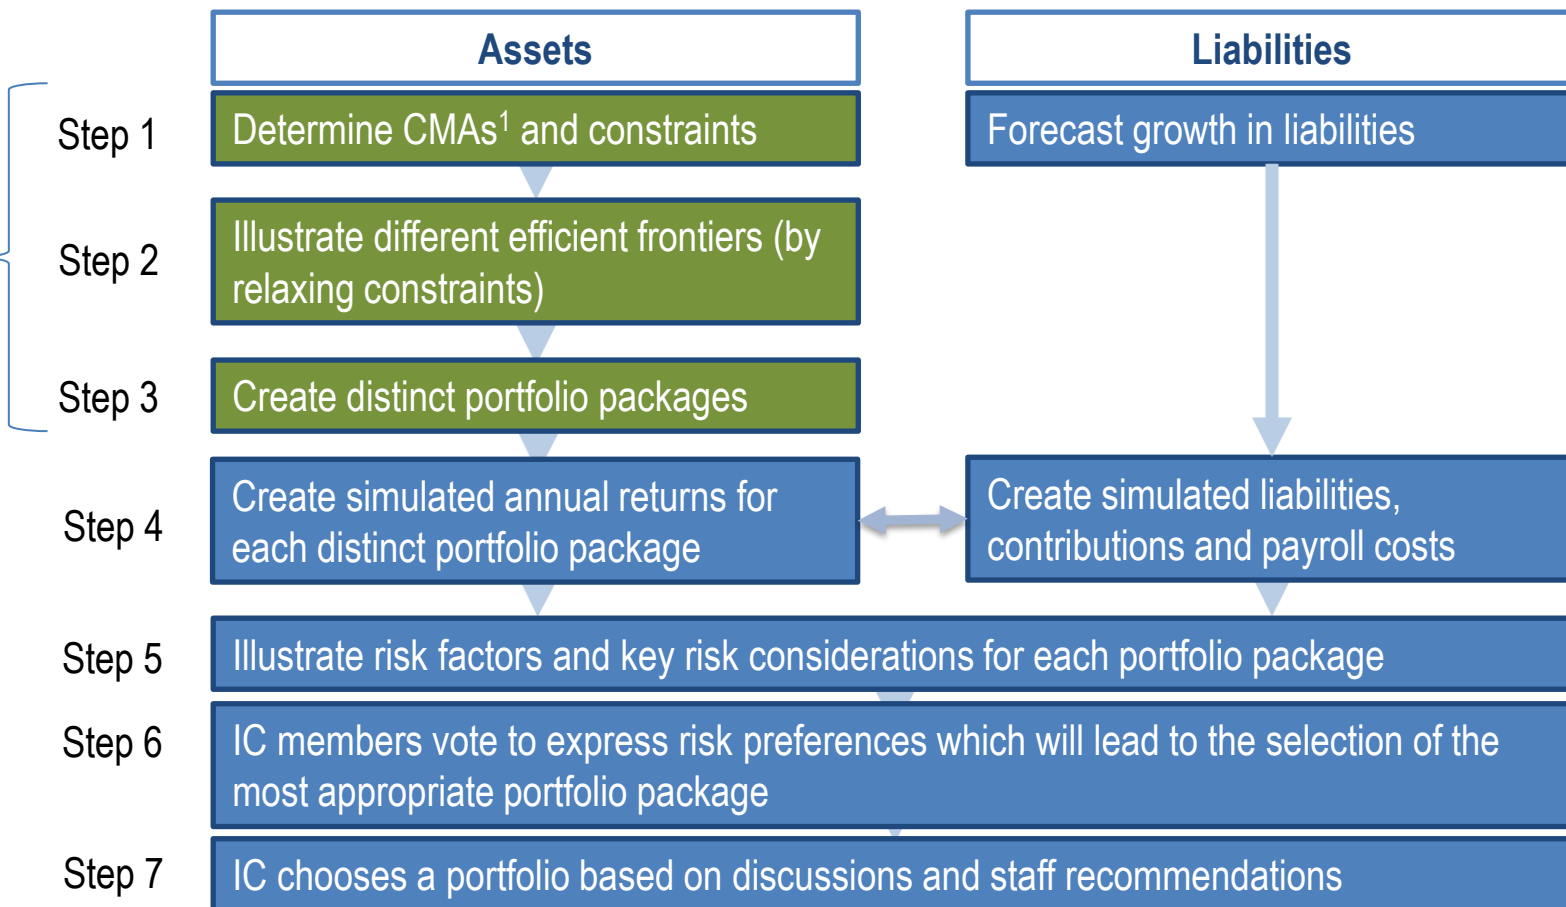 Assets
Liabilities
Step 1
Determine CMAs¹ and constraints
Forecast growth in liabilities
Step 2
Illustrate different efficient frontiers (by
relaxing constraints)
Step 3
Create distinct portfolio packages
Step 4
Create simulated annual returns for
each distinct portfolio package
Create simulated liabilities,
contributions and payroll costs
Step 5
Illustrate risk factors and key risk considerations for each portfolio package
Step 6
IC members vote to express risk preferences which will lead to the selection of the
most appropriate portfolio package
Step 7
IC chooses a portfolio based on discussions and staff recommendations